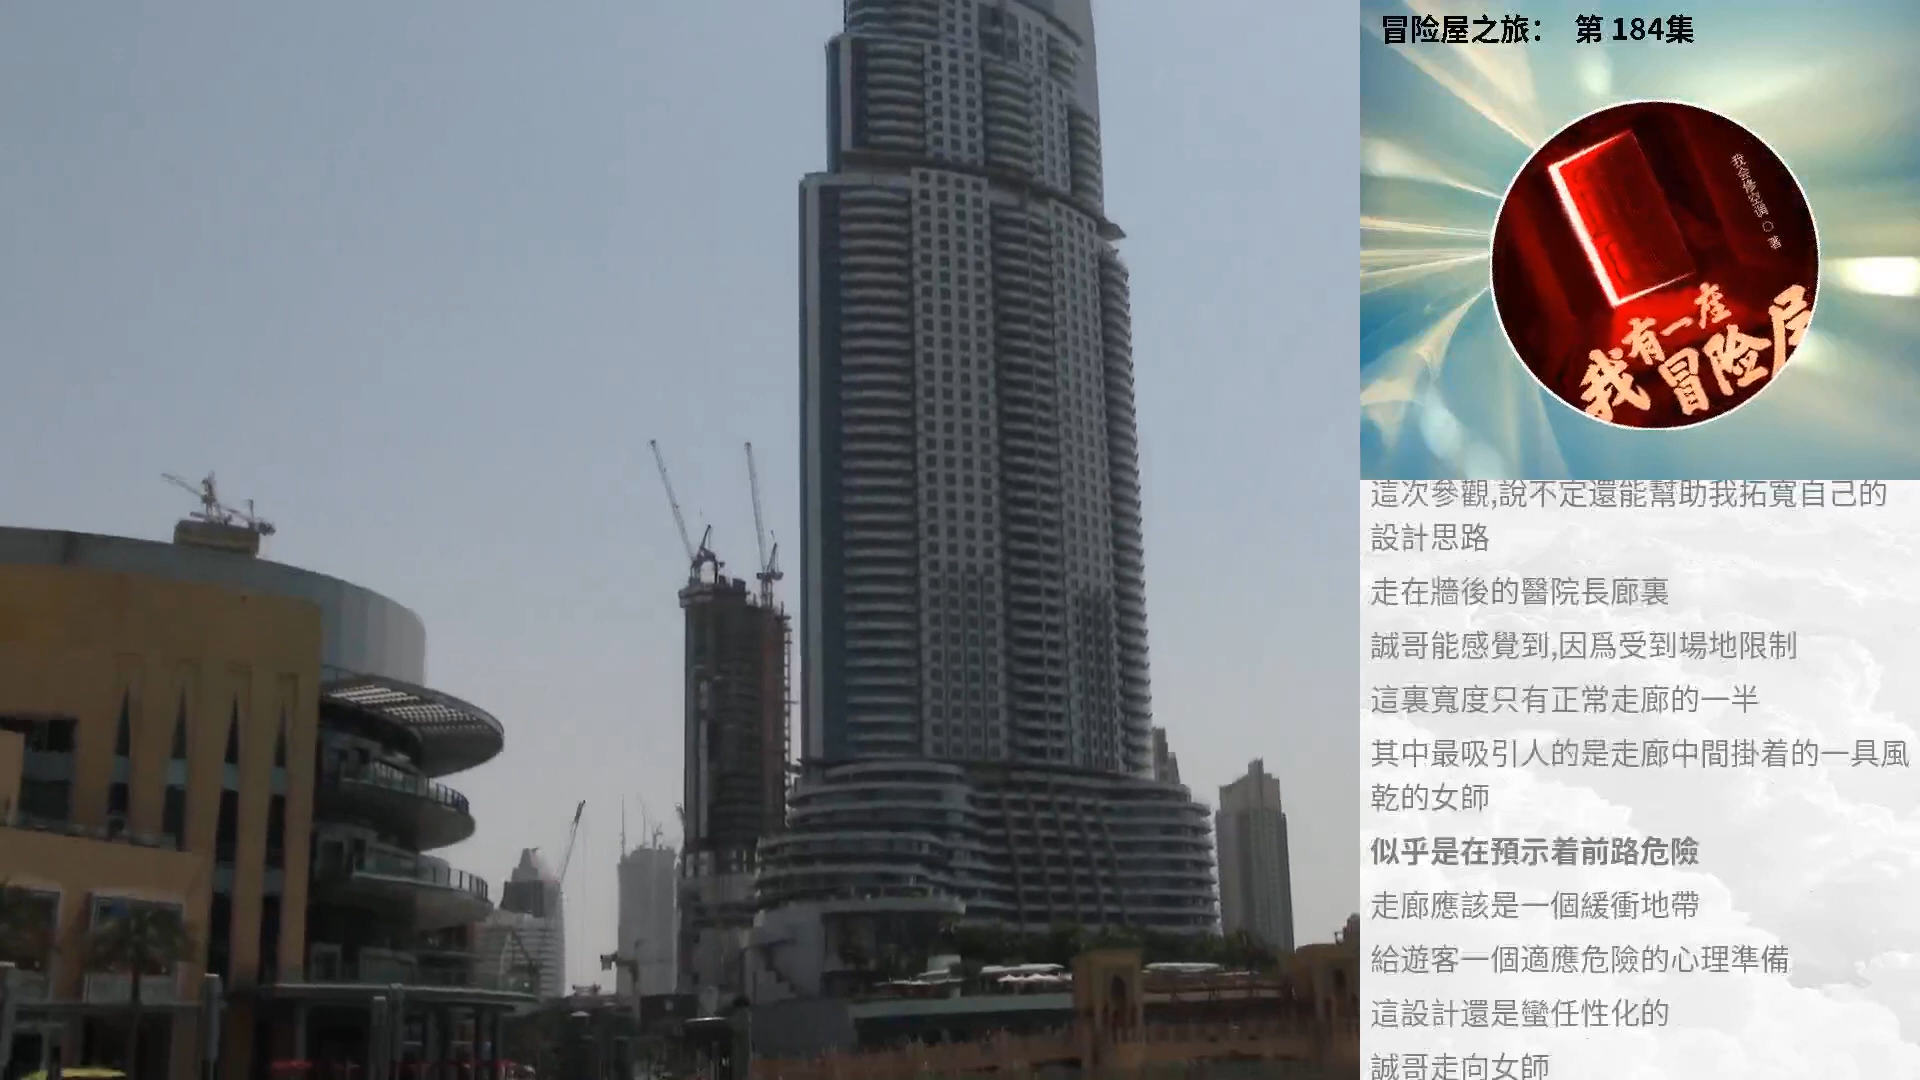 冒险屋之旅： 第 184集
我会修空调 〇 著
我有一座
冒险屋
這次參觀,說不定還能幫助我拓寬自己的
設計思路
走在牆後的醫院長廊裏
誠哥能感覺到,因爲受到場地限制
這裏寬度只有正常走廊的一半
其中最吸引人的是走廊中間掛着的一具風
乾的女師
似乎是在預示着前路危險
走廊應該是一個緩衝地帶
給遊客一個適應危險的心理準備
這設計還是蠻任性化的
誠哥走向女師